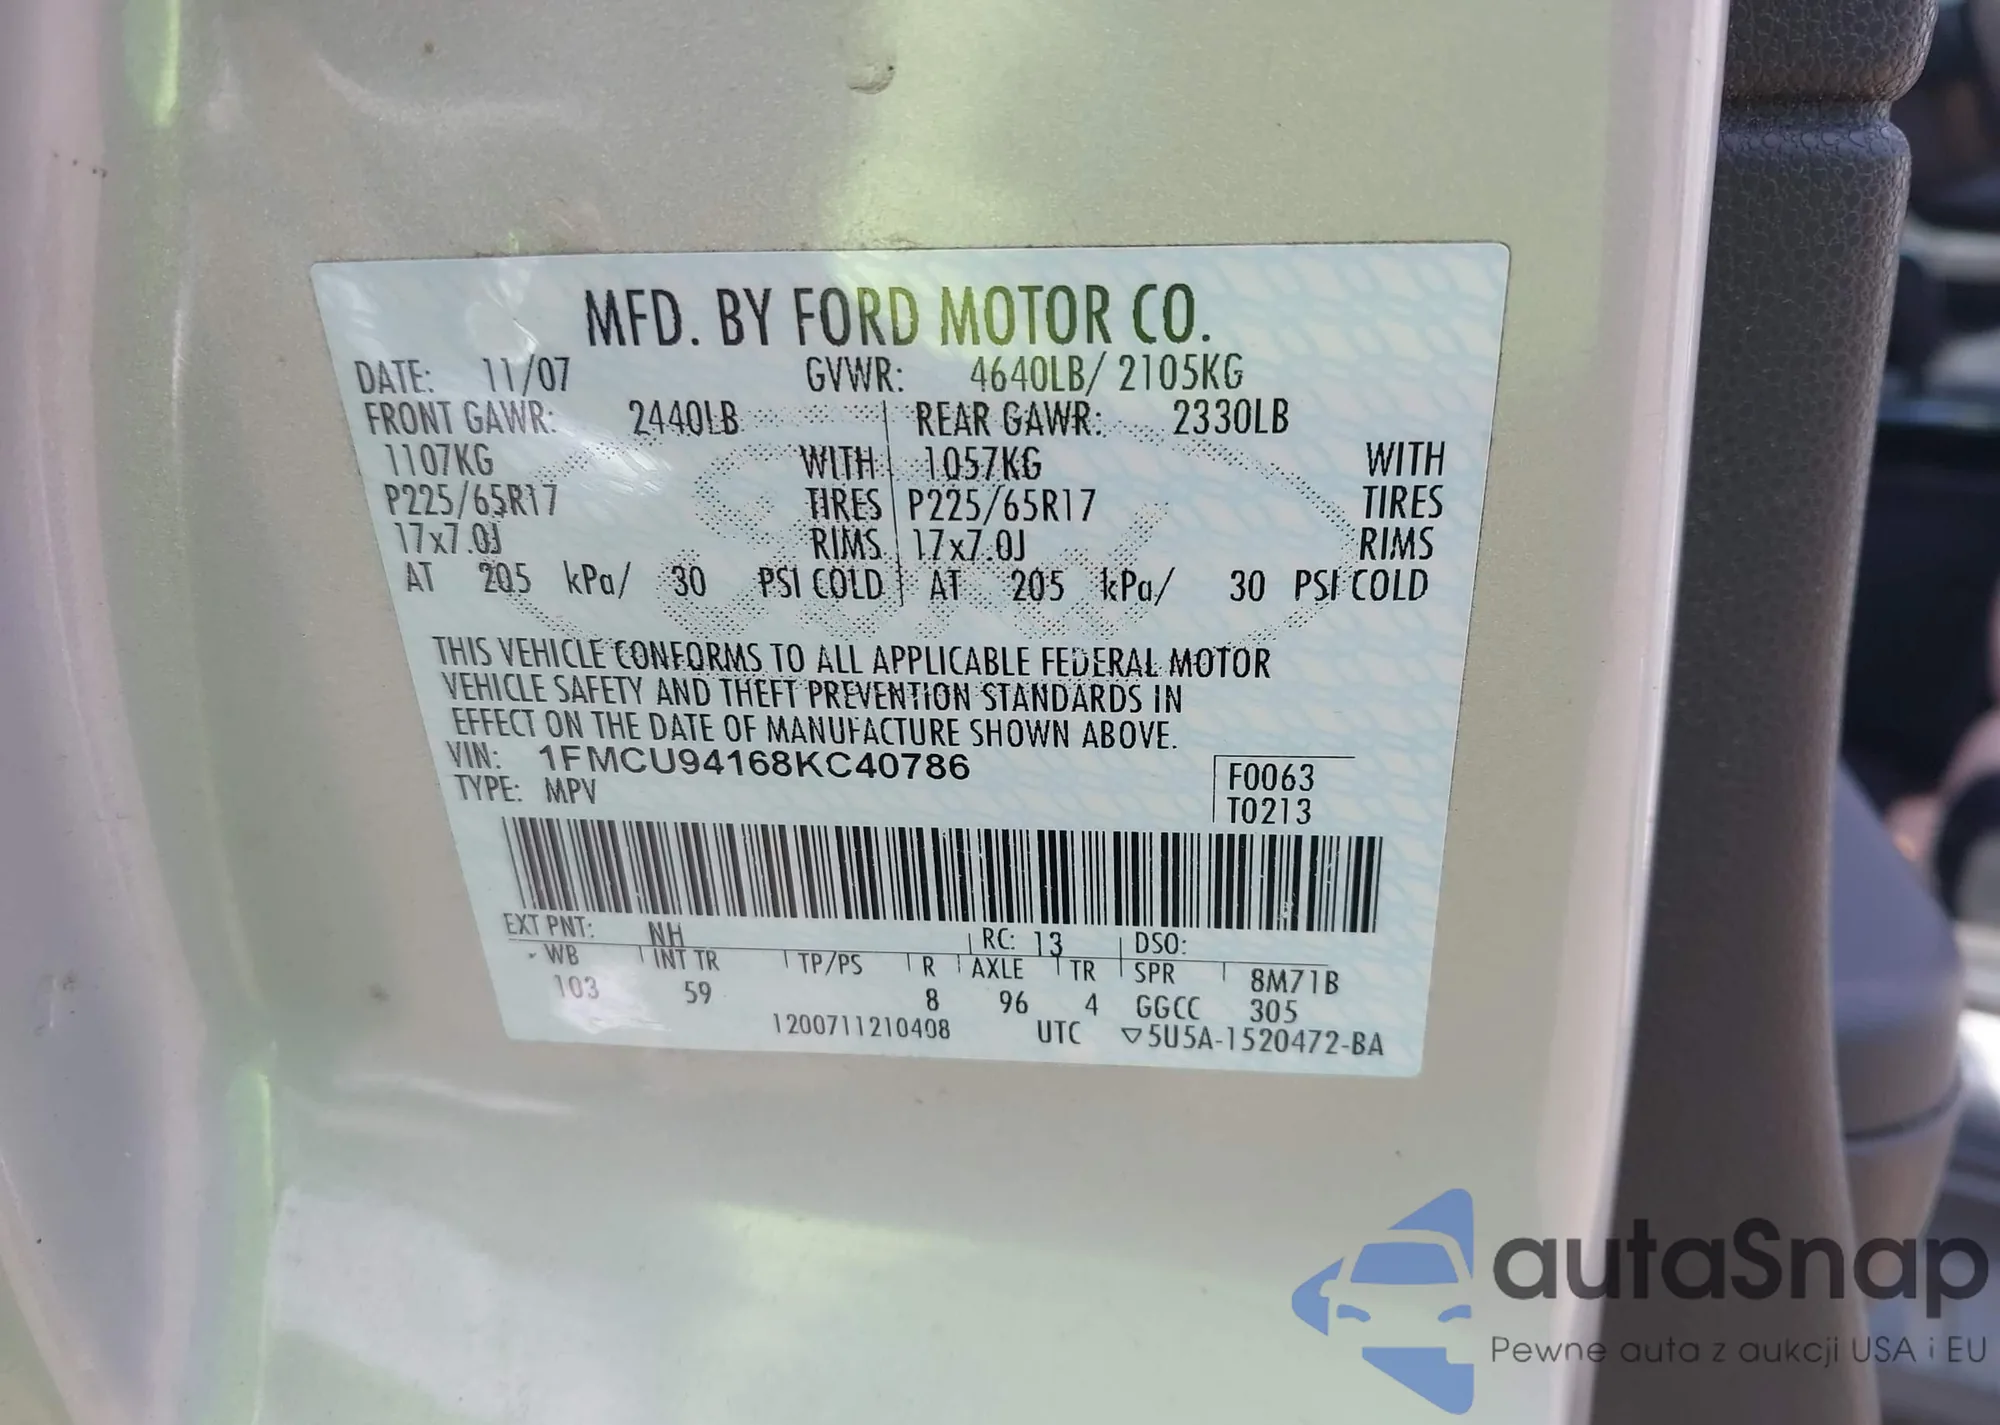 MFD. BY FORD MOTOR CO.
DATE: 11/07 GVWR: 4640LB/ 2105KG
FRONT GAWR: 2440LB REAR GAWR: 2330LB
1107KG WITH 1057KG WITH
P225/65R17 TIRES P225/65R17 TIRES
17x7.0J RIMS 17x7.0J RIMS
AT 205 kPa/ 30 PSI COLD AT 205 kPa/ 30 PSI COLD
THIS VEHICLE CONFORMS TO ALL APPLICABLE FEDERAL MOTOR
VEHICLE SAFETY AND THEFT PREVENTION STANDARDS IN
EFFECT ON THE DATE OF MANUFACTURE SHOWN ABOVE.
VIN: 1FMCU94168KC40786
TYPE: MPV
F0063
T0213
EXT PNT: NH RC: 13 DSO:
WB INT TR TP/PS R AXLE TR SPR 8M71B
103 59 8 96 4 GGCC 305
1200711210408 UTC ▽5U5A-1520472-BA
autaSnap
Pewne auta z aukcji USA i EU